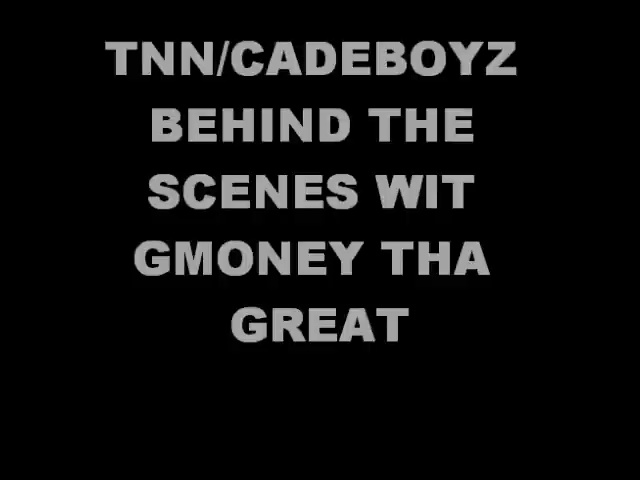 TNN/CADEBOYZ
BEHIND THE
SCENES WIT
GMONEY THA
GREAT